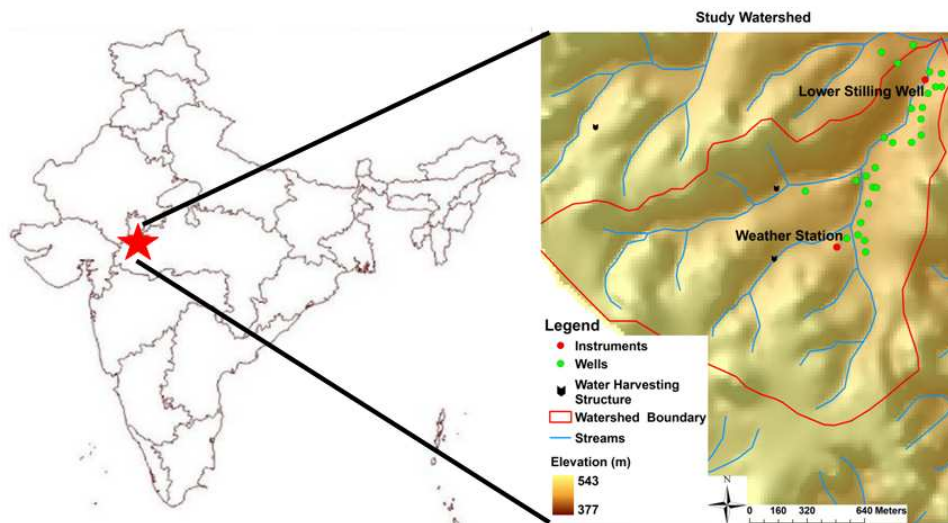 Study Watershed
Lower Stilling Well
Weather Station
Legend
Instruments
Wells
Water Harvesting
Structure
Watershed Boundary
Streams
Elevation (m)
543
377
N
0 160 320 640 Meters